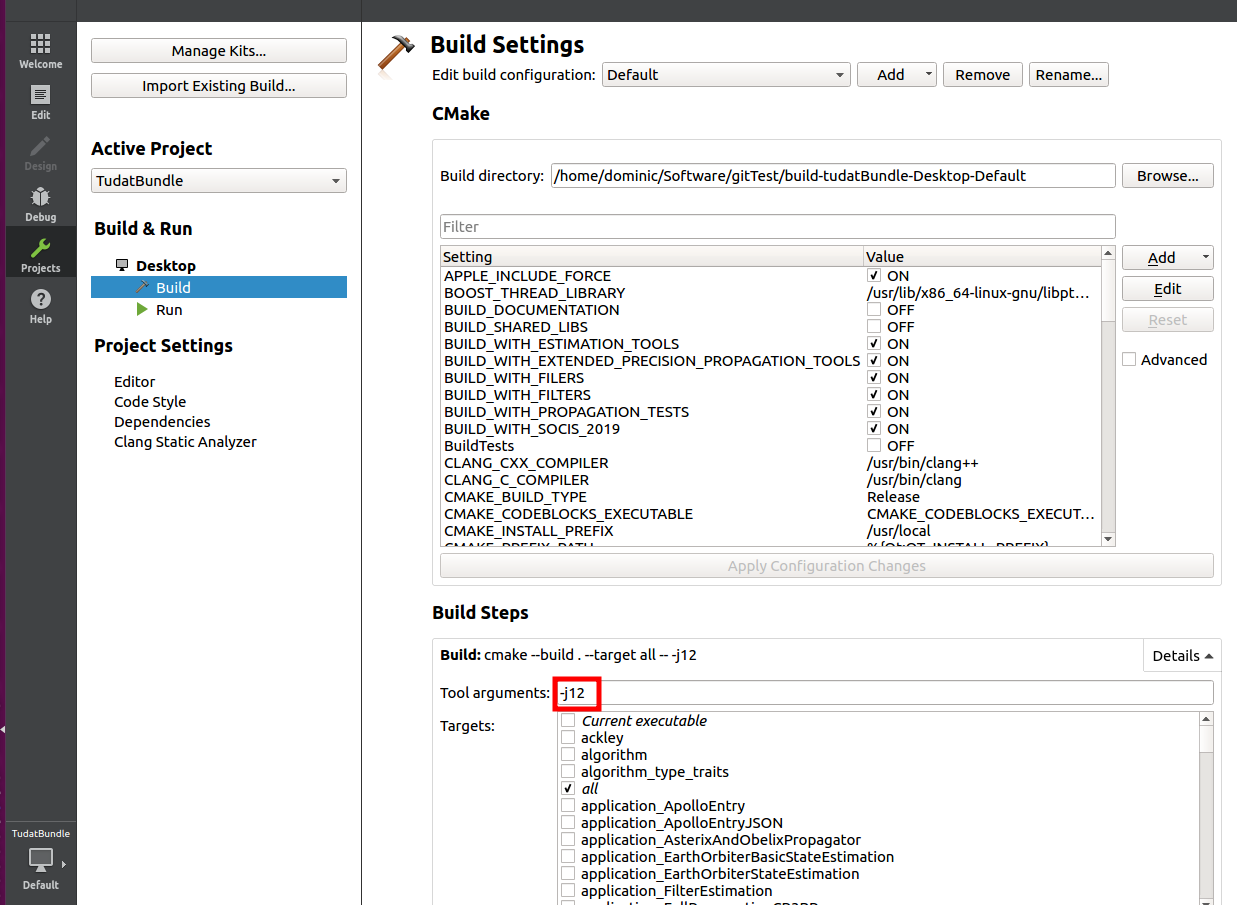 Welcome
Edit
Design
Debug
Projects
Help
TudatBundle
Default
Manage Kits...
Import Existing Build...
Active Project
TudatBundle
Build & Run
Desktop
Build
Run
Project Settings
Editor
Code Style
Dependencies
Clang Static Analyzer
Build Settings
Edit build configuration: Default Add Remove Rename...
CMake
Build directory: /home/dominic/Software/gitTest/build-tudatBundle-Desktop-Default Browse...
Filter
Setting Value
APPLE_INCLUDE_FORCE ON
BOOST_THREAD_LIBRARY /usr/lib/x86_64-linux-gnu/libpt...
BUILD_DOCUMENTATION OFF
BUILD_SHARED_LIBS OFF
BUILD_WITH_ESTIMATION_TOOLS ON
BUILD_WITH_EXTENDED_PRECISION_PROPAGATION_TOOLS ON
BUILD_WITH_FILERS ON
BUILD_WITH_FILTERS ON
BUILD_WITH_PROPAGATION_TESTS ON
BUILD_WITH_SOCIS_2019 ON
BuildTests OFF
CLANG_CXX_COMPILER /usr/bin/clang++
CLANG_C_COMPILER /usr/bin/clang
CMAKE_BUILD_TYPE Release
CMAKE_CODEBLOCKS_EXECUTABLE CMAKE_CODEBLOCKS_EXECUT...
CMAKE_INSTALL_PREFIX /usr/local
CMAKE_PREFIX_PATH %{Qt:QT_INSTALL_PREFIX}
Add
Edit
Reset
Advanced
Apply Configuration Changes
Build Steps
Build: cmake --build . --target all -- -j12 Details
Tool arguments: -j12
Targets:
Current executable
ackley
algorithm
algorithm_type_traits
all
application_ApolloEntry
application_ApolloEntryJSON
application_AsterixAndObelixPropagator
application_EarthOrbiterBasicStateEstimation
application_EarthOrbiterStateEstimation
application_FilterEstimation